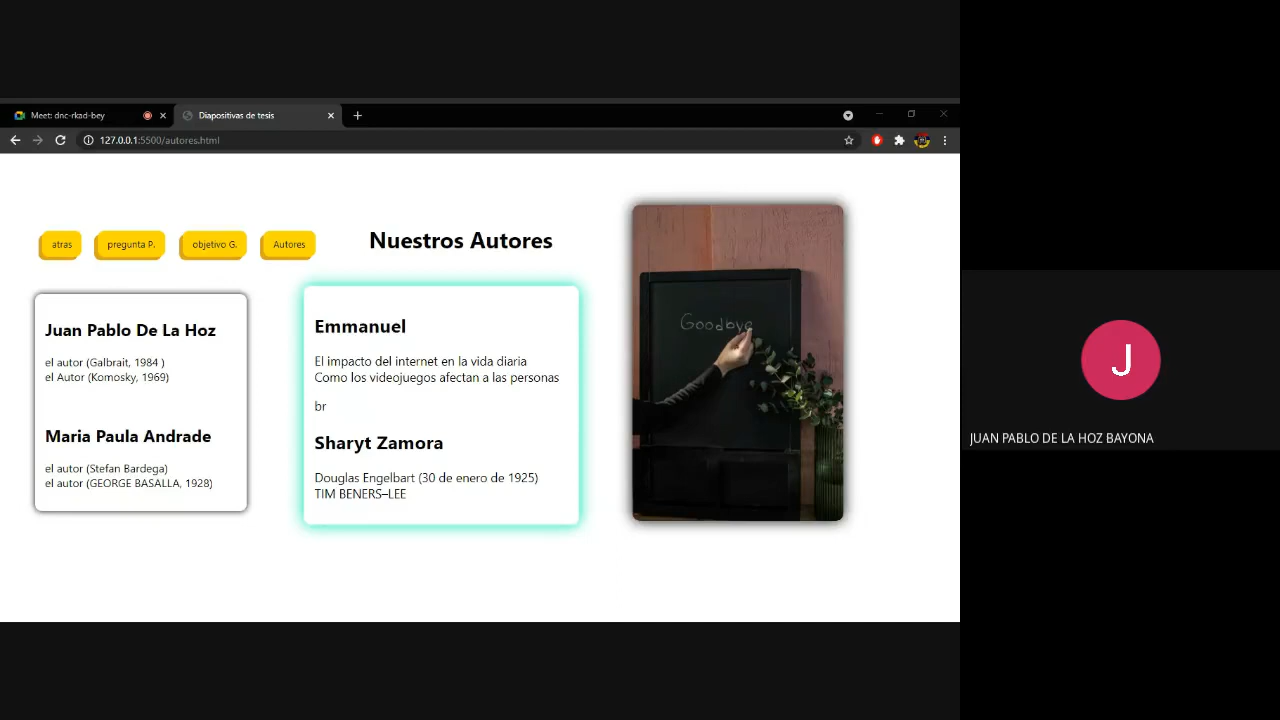 Meet: dnc-rkad-bey
Diapositivas de tesis
127.0.0.1:5500/autores.html
atras
pregunta P.
objetivo G.
Autores
Nuestros Autores
Juan Pablo De La Hoz
el autor (Galbrait, 1984 )
el Autor (Komosky, 1969)
Maria Paula Andrade
el autor (Stefan Bardega)
el autor (GEORGE BASALLA, 1928)
Emmanuel
El impacto del internet en la vida diaria
Como los videojuegos afectan a las personas
br
Sharyt Zamora
Douglas Engelbart (30 de enero de 1925)
TIM BENERS–LEE
Goodbye
J
JUAN PABLO DE LA HOZ BAYONA